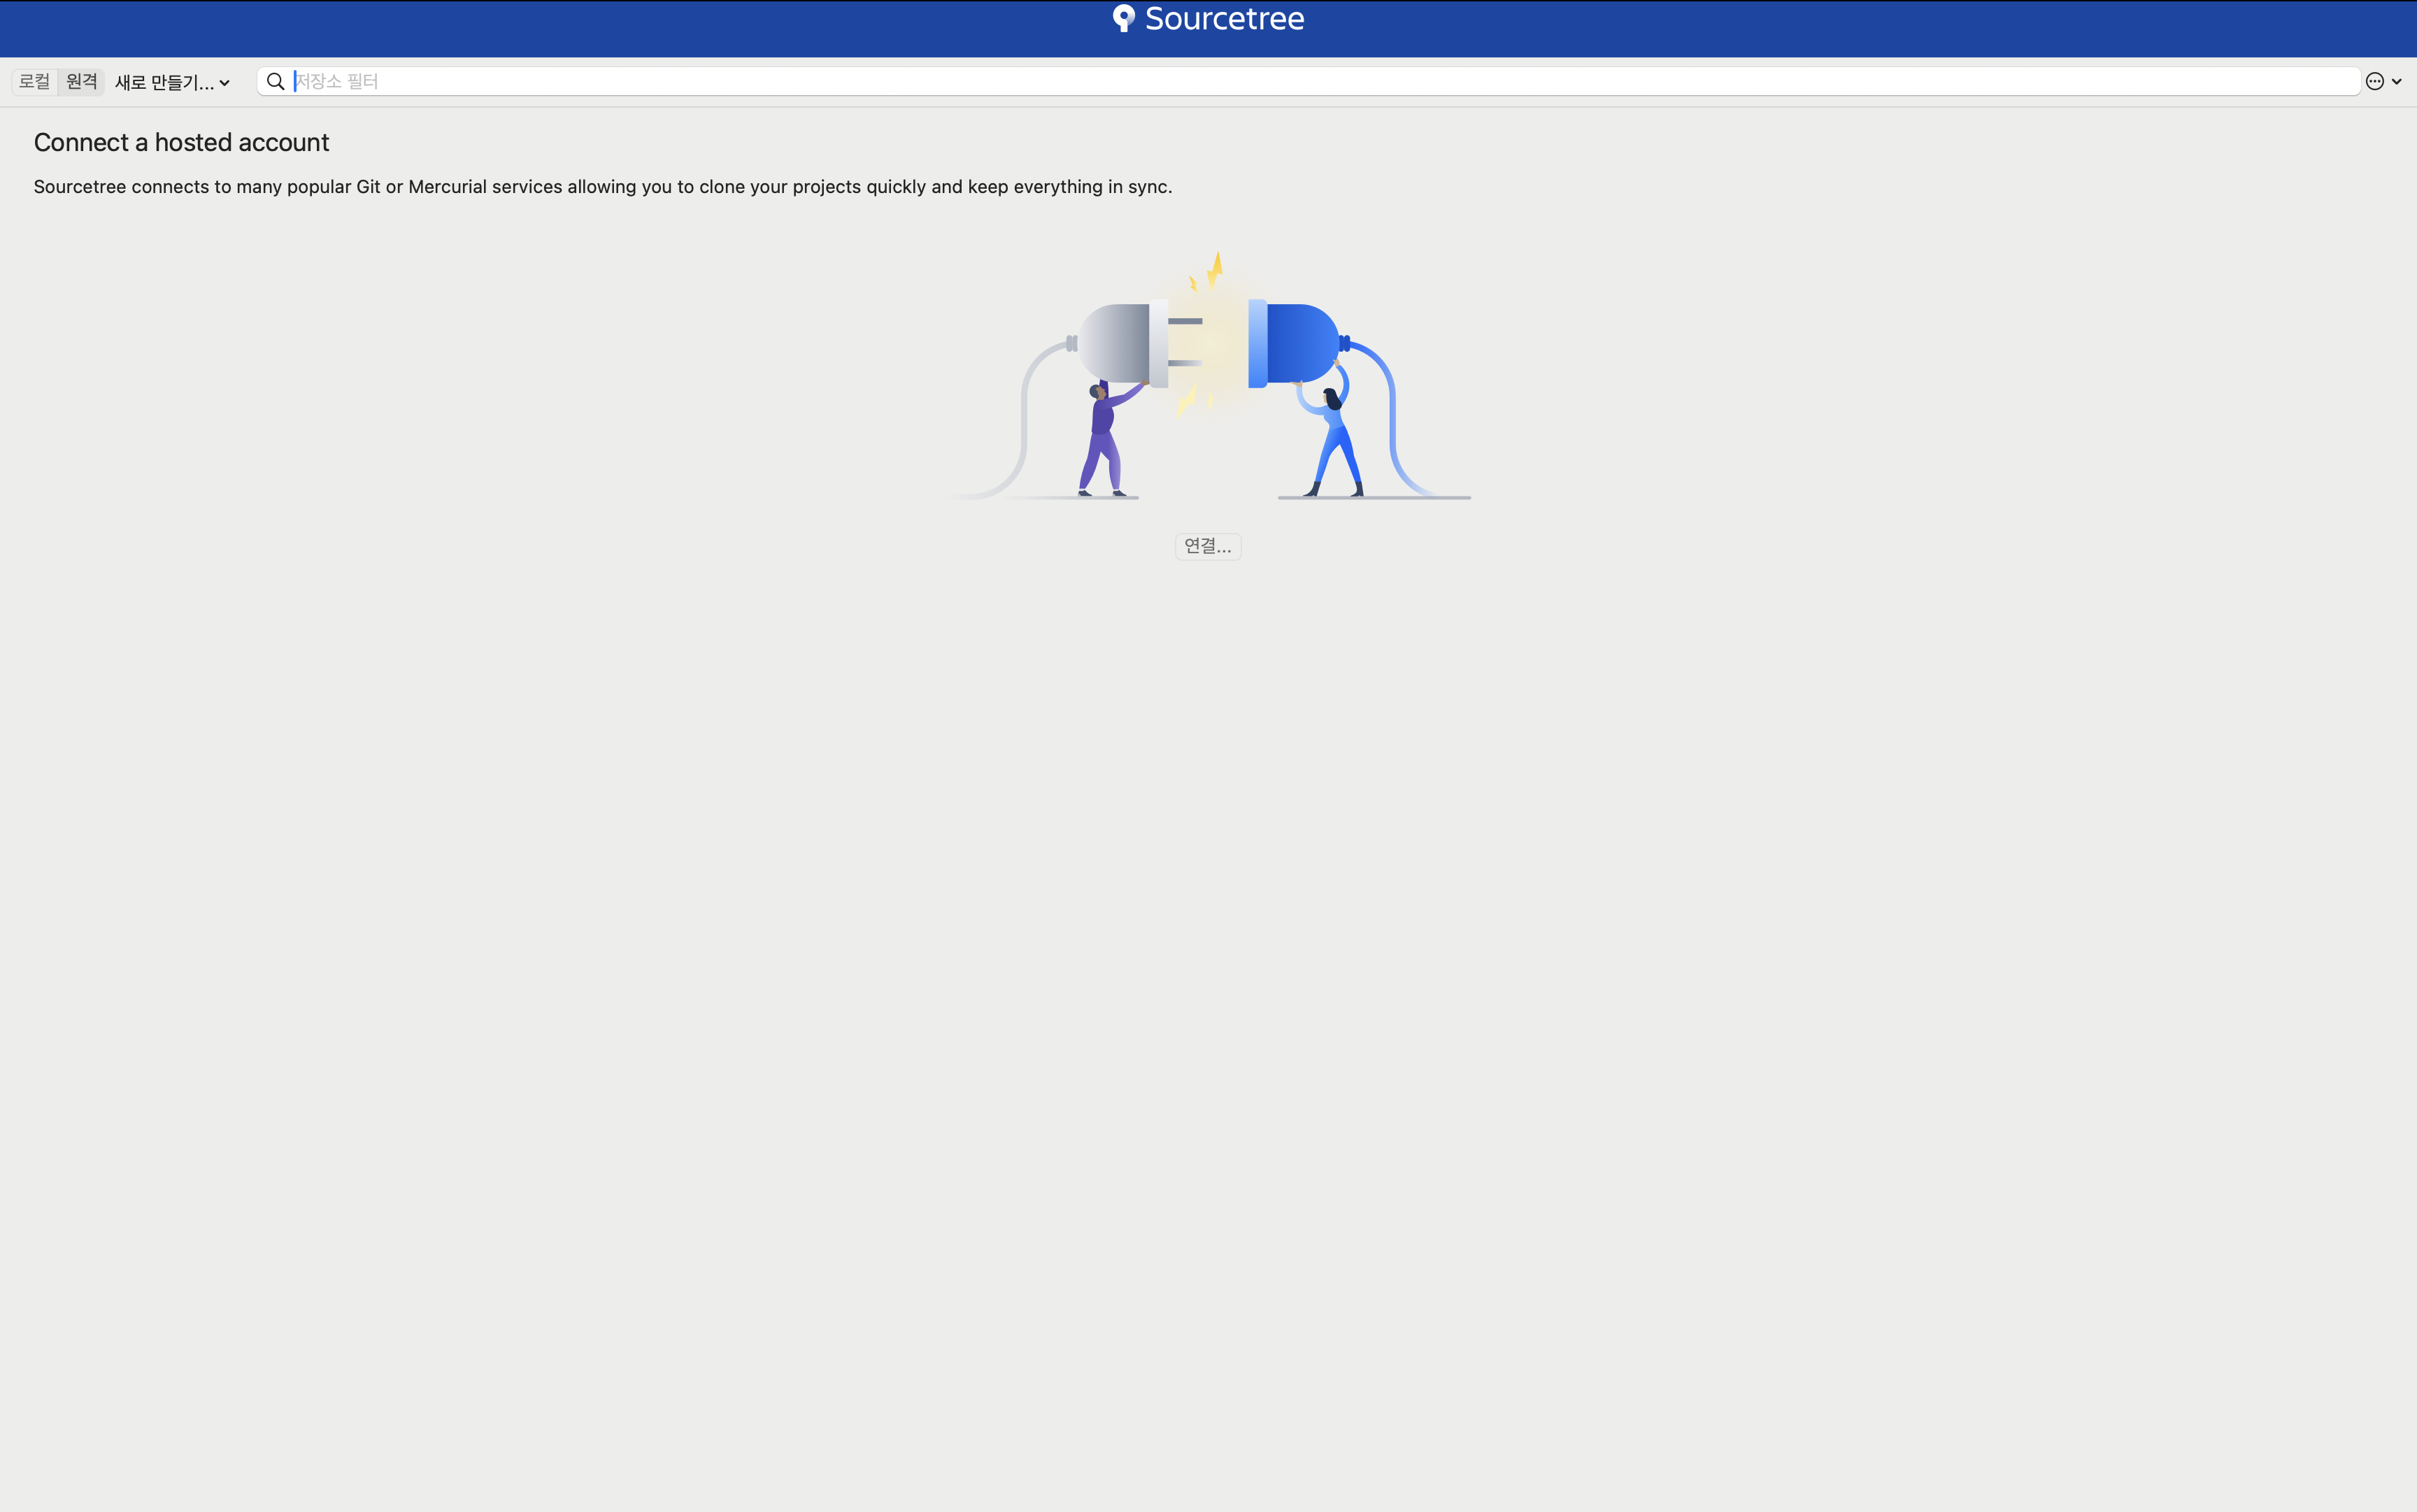 Sourcetree
로컬 원격 새로 만들기... 저장소 필터
Connect a hosted account
Sourcetree connects to many popular Git or Mercurial services allowing you to clone your projects quickly and keep everything in sync.
연결...